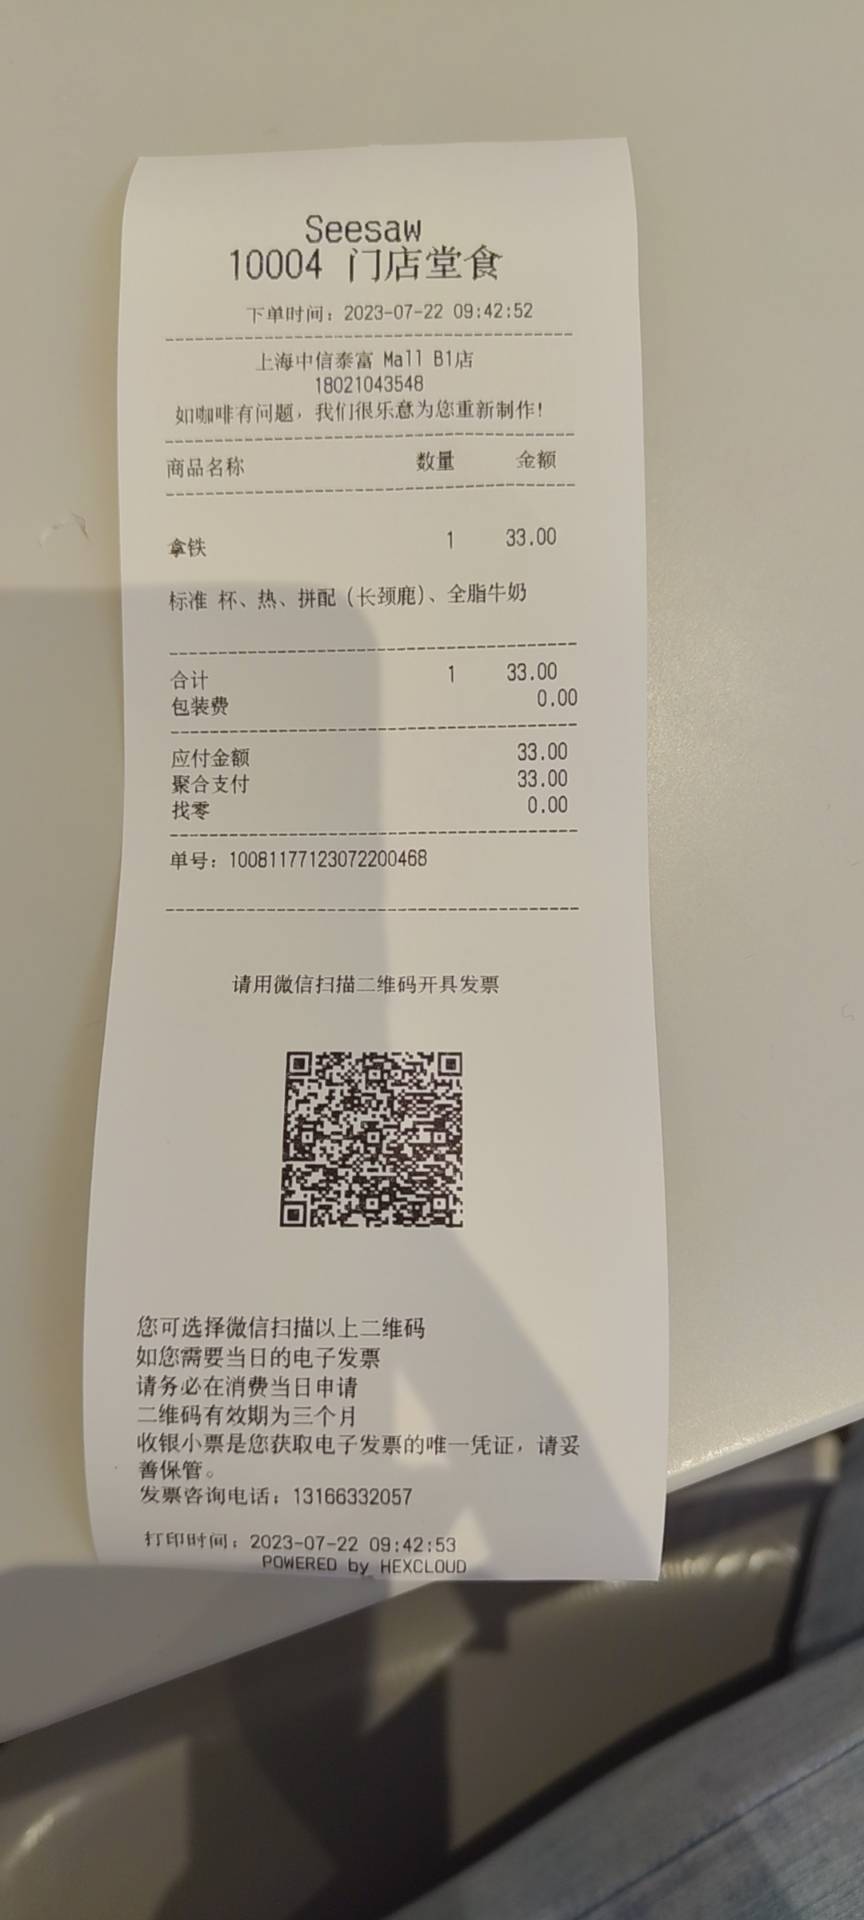 Seesaw
10004 门店堂食
下单时间：2023-07-22 09:42:52
上海中信泰富 Mall B1店
18021043548
如咖啡有问题，我们很乐意为您重新制作！
商品名称 数量 金额
拿铁 1 33.00
标准 杯、热、拼配（长颈鹿）、全脂牛奶
合计 1 33.00
包装费 0.00
应付金额 33.00
聚合支付 33.00
找零 0.00
单号：10081177123072200468
请用微信扫描二维码开具发票
您可选择微信扫描以上二维码
如您需要当日的电子发票
请务必在消费当日申请
二维码有效期为三个月
收银小票是您获取电子发票的唯一凭证，请妥
善保管。
发票咨询电话：13166332057
打印时间：2023-07-22 09:42:53
POWERED by HEXCLOUD